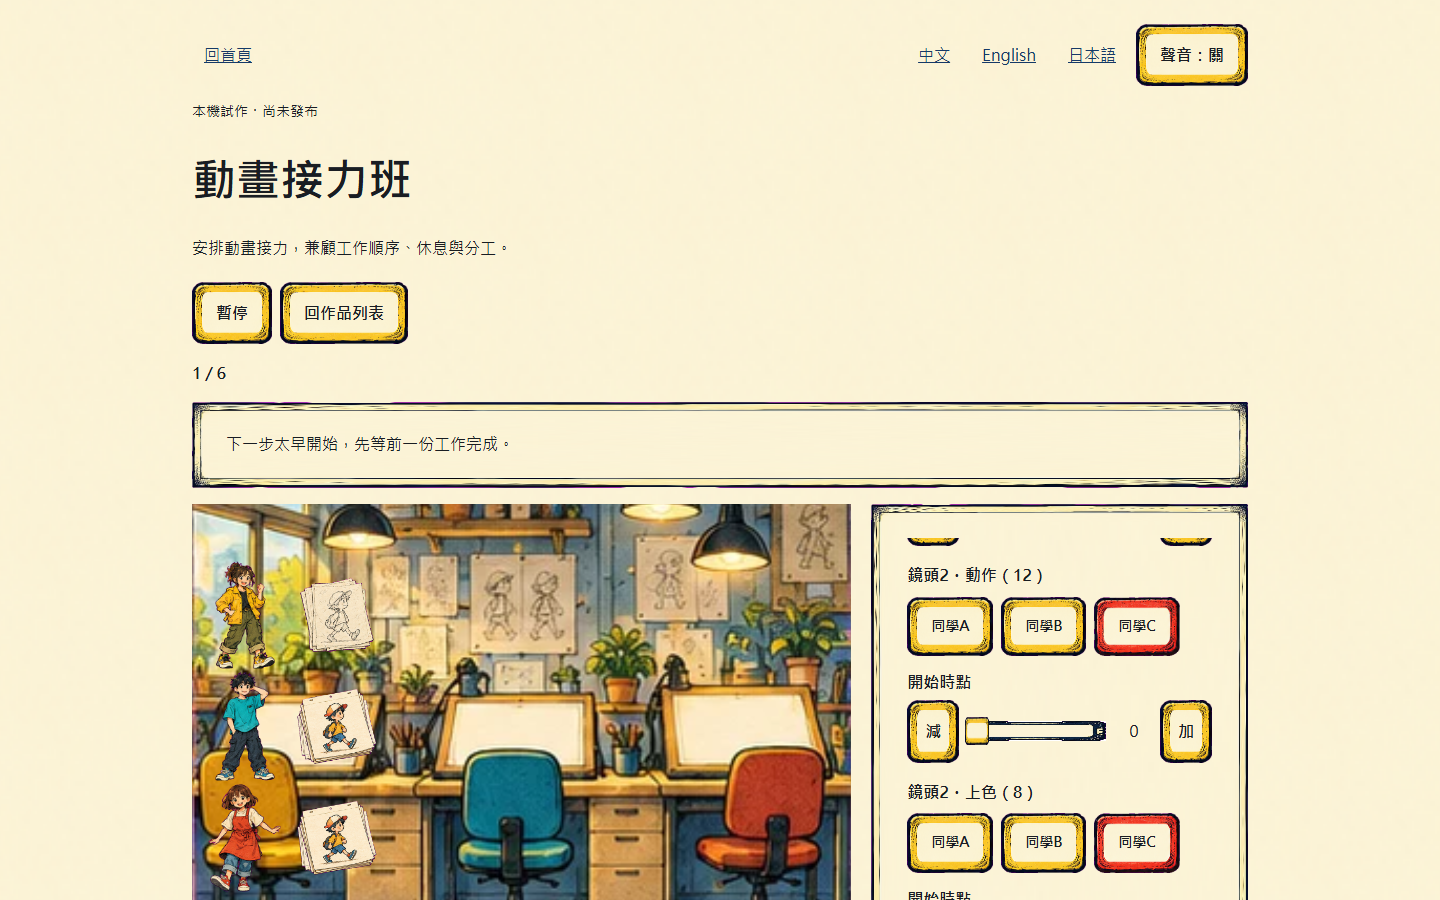 回首頁
中文
English
日本語
聲音：關
本機試作・尚未發布
動畫接力班
安排動畫接力，兼顧工作順序、休息與分工。
暫停
回作品列表
1 / 6
下一步太早開始，先等前一份工作完成。
鏡頭2・動作（12）
同學A
同學B
同學C
開始時點
減
0
加
鏡頭2・上色（8）
同學A
同學B
同學C
開始時點